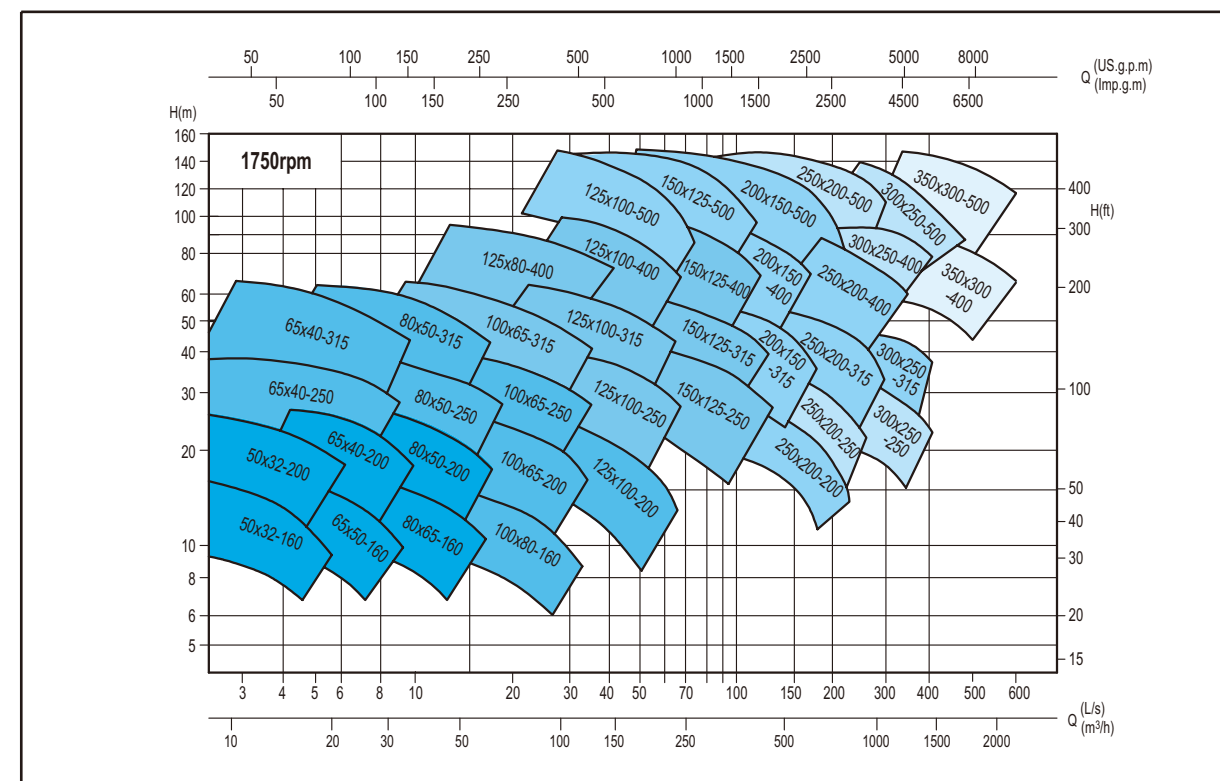 50 100 150 250 500 1000 1500 2500 5000 8000
Q (US.g.p.m)
(Imp.g.m)
50 100 150 250 500 1000 1500 2500 4500 6500
H(m)
1750rpm
160
140
120
100
80
60
50
40
30
20
10
8
6
5
400
H(ft)
300
200
100
50
40
30
20
15
125x100-500
150x125-500
200x150-500
250x200-500
300x250-500
350x300-500
125x80-400
125x100-400
150x125-400
200x150
-400
250x200-400
300x250-400
350x300
-400
65x40-315
80x50-315
100x65-315
125x100-315
150x125-315
200x150
-315
250x200-315
300x250
-315
65x40-250
80x50-250
100x65-250
125x100-250
150x125-250
250x200-250
300x250
-250
50x32-200
65x40-200
80x50-200
100x65-200
125x100-200
250x200-200
50x32-160
65x50-160
80x65-160
100x80-160
3 4 5 6 8 10 20 30 40 50 70 100 150 200 300 400 500 600
Q (L/s)
(m³/h)
10 20 30 50 100 150 250 500 1000 1500 2000